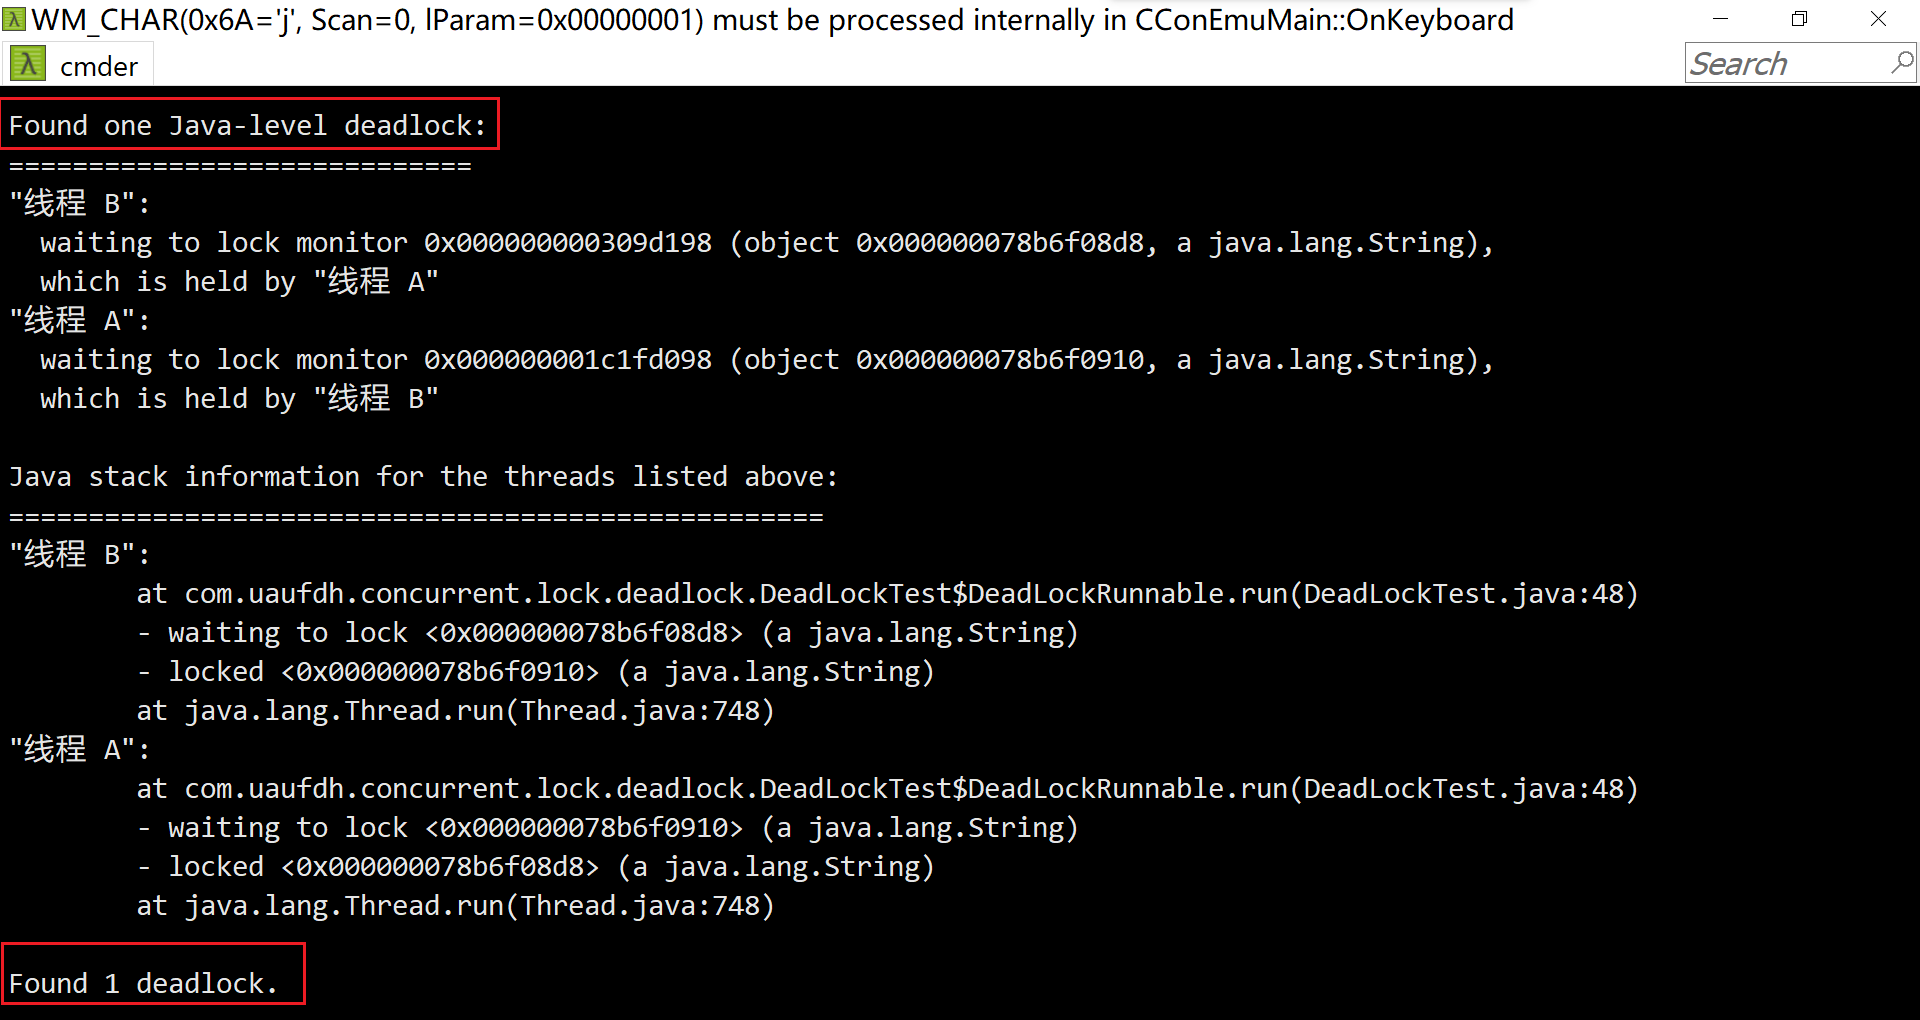 WM_CHAR(0x6A='j', Scan=0, lParam=0x00000001) must be processed internally in CConEmuMain::OnKeyboard
λ cmder
Search
Found one Java-level deadlock:
=============================
"线程 B":
  waiting to lock monitor 0x000000000309d198 (object 0x000000078b6f08d8, a java.lang.String),
  which is held by "线程 A"
"线程 A":
  waiting to lock monitor 0x000000001c1fd098 (object 0x000000078b6f0910, a java.lang.String),
  which is held by "线程 B"
Java stack information for the threads listed above:
===================================================
"线程 B":
        at com.uaufdh.concurrent.lock.deadlock.DeadLockTest$DeadLockRunnable.run(DeadLockTest.java:48)
        - waiting to lock <0x000000078b6f08d8> (a java.lang.String)
        - locked <0x000000078b6f0910> (a java.lang.String)
        at java.lang.Thread.run(Thread.java:748)
"线程 A":
        at com.uaufdh.concurrent.lock.deadlock.DeadLockTest$DeadLockRunnable.run(DeadLockTest.java:48)
        - waiting to lock <0x000000078b6f0910> (a java.lang.String)
        - locked <0x000000078b6f08d8> (a java.lang.String)
        at java.lang.Thread.run(Thread.java:748)
Found 1 deadlock.